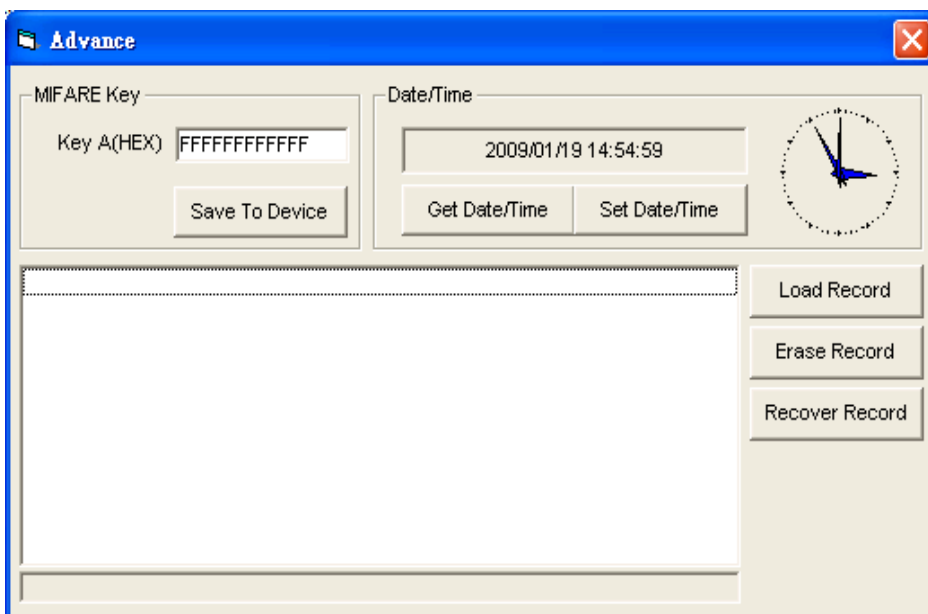 Advance
MIFARE Key
Key A(HEX) FFFFFFFFFFFF
Save To Device
Date/Time
2009/01/19 14:54:59
Get Date/Time Set Date/Time
Load Record
Erase Record
Recover Record